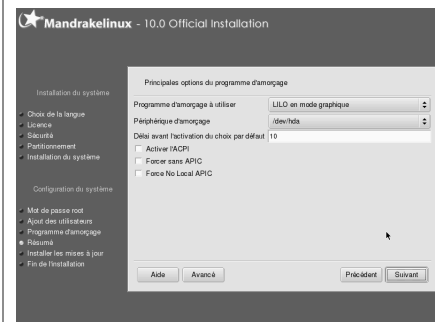 Mandrakelinux - 10.0 Official Installation
Installation du système
Choix de la langue
Licence
Sécurité
Partitionnement
Installation du système
Configuration du système
Mot de passe root
Ajout des utilisateurs
Programme d'amorçage
Résumé
Installer les mises à jour
Fin de l'installation
Principales options du programme d'amorçage
Programme d'amorçage à utiliser LILO en mode graphique
Périphérique d'amorçage /dev/hda
Délai avant l'activation du choix par défaut 10
Activer l'ACPI
Forcer sans APIC
Force No Local APIC
Aide Avancé Précédent Suivant